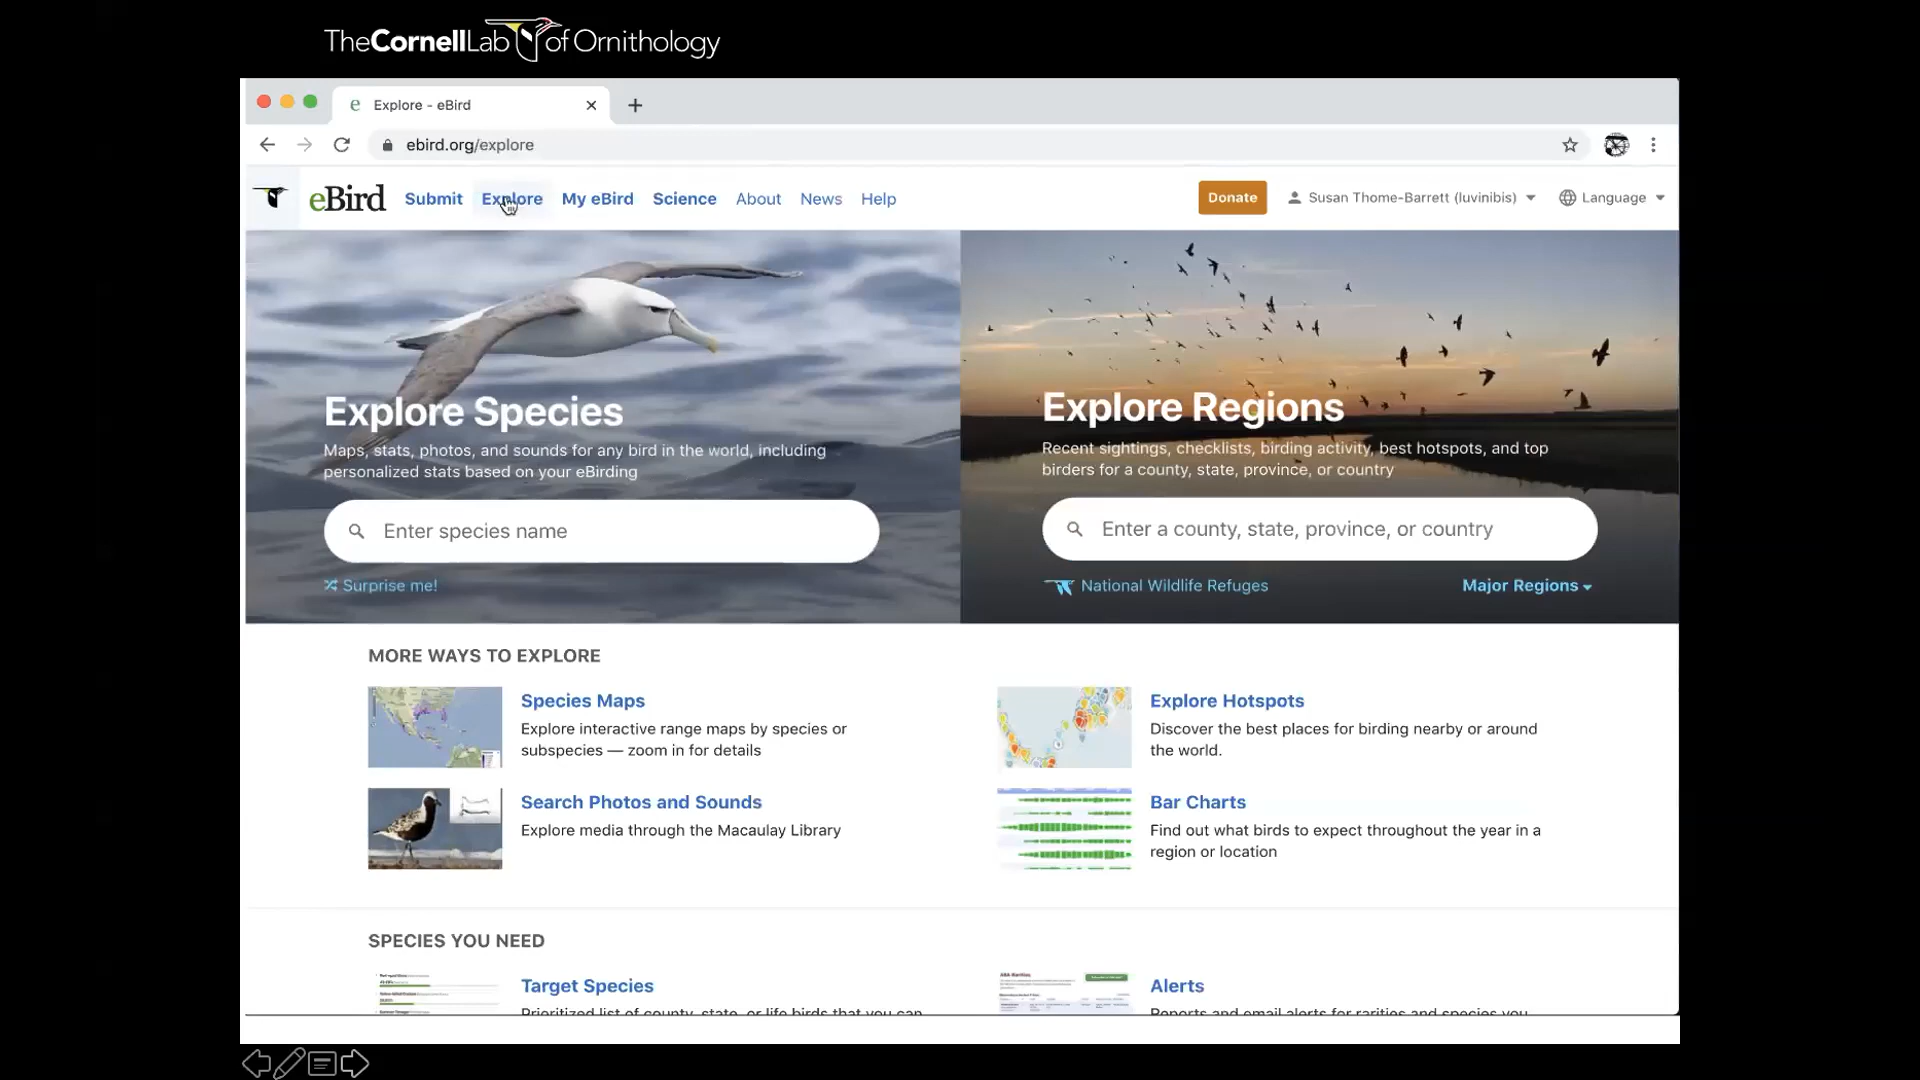 TheCornellLab of Ornithology
Explore - eBird
ebird.org/explore
eBird Submit Explore My eBird Science About News Help Donate Susan Thome-Barrett (luvinibis) Language
Explore Species
Maps, stats, photos, and sounds for any bird in the world, including
personalized stats based on your eBirding
Enter species name
Surprise me!
Explore Regions
Recent sightings, checklists, birding activity, best hotspots, and top
birders for a county, state, province, or country
Enter a county, state, province, or country
National Wildlife Refuges
Major Regions
MORE WAYS TO EXPLORE
Species Maps
Explore interactive range maps by species or
subspecies — zoom in for details
Explore Hotspots
Discover the best places for birding nearby or around
the world.
Search Photos and Sounds
Explore media through the Macaulay Library
Bar Charts
Find out what birds to expect throughout the year in a
region or location
SPECIES YOU NEED
Target Species
Prioritized list of county, state, or life birds that you can
Alerts
Reports and email alerts for rarities and species you